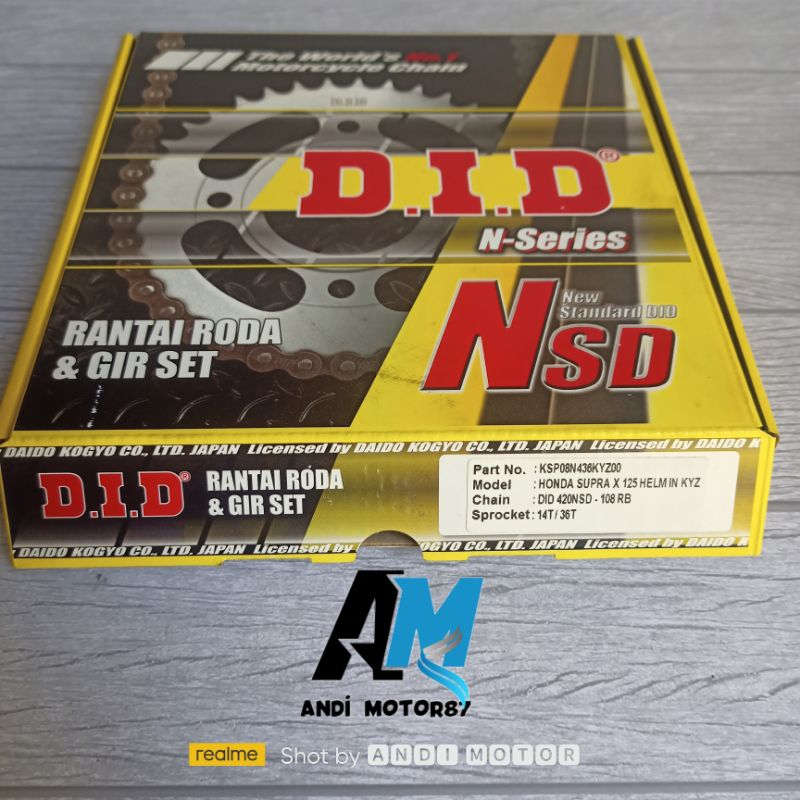 The World's No.1
Motorcycle Chain
D.I.D
D.I.D®
N-Series
New
Standard DID
NSD
RANTAI RODA
& GIR SET
DAIDO KOGYO CO., LTD. JAPAN Licensed by DAIDO KOGYO CO., LTD. JAPAN Licensed by DAIDO K
D.I.D®
RANTAI RODA
& GIR SET
Part No. : KSP08N436KYZ00
Model : HONDA SUPRA X 125 HELM IN KYZ
Chain : DID 420NSD - 108 RB
Sprocket : 14T/ 36T
DAIDO KOGYO CO., LTD. JAPAN Licensed by DAIDO KOGYO CO., LTD. JAPAN Licensed by DAIDO K
AM
ANDi MOTOR87
realme Shot by ANDI MOTOR